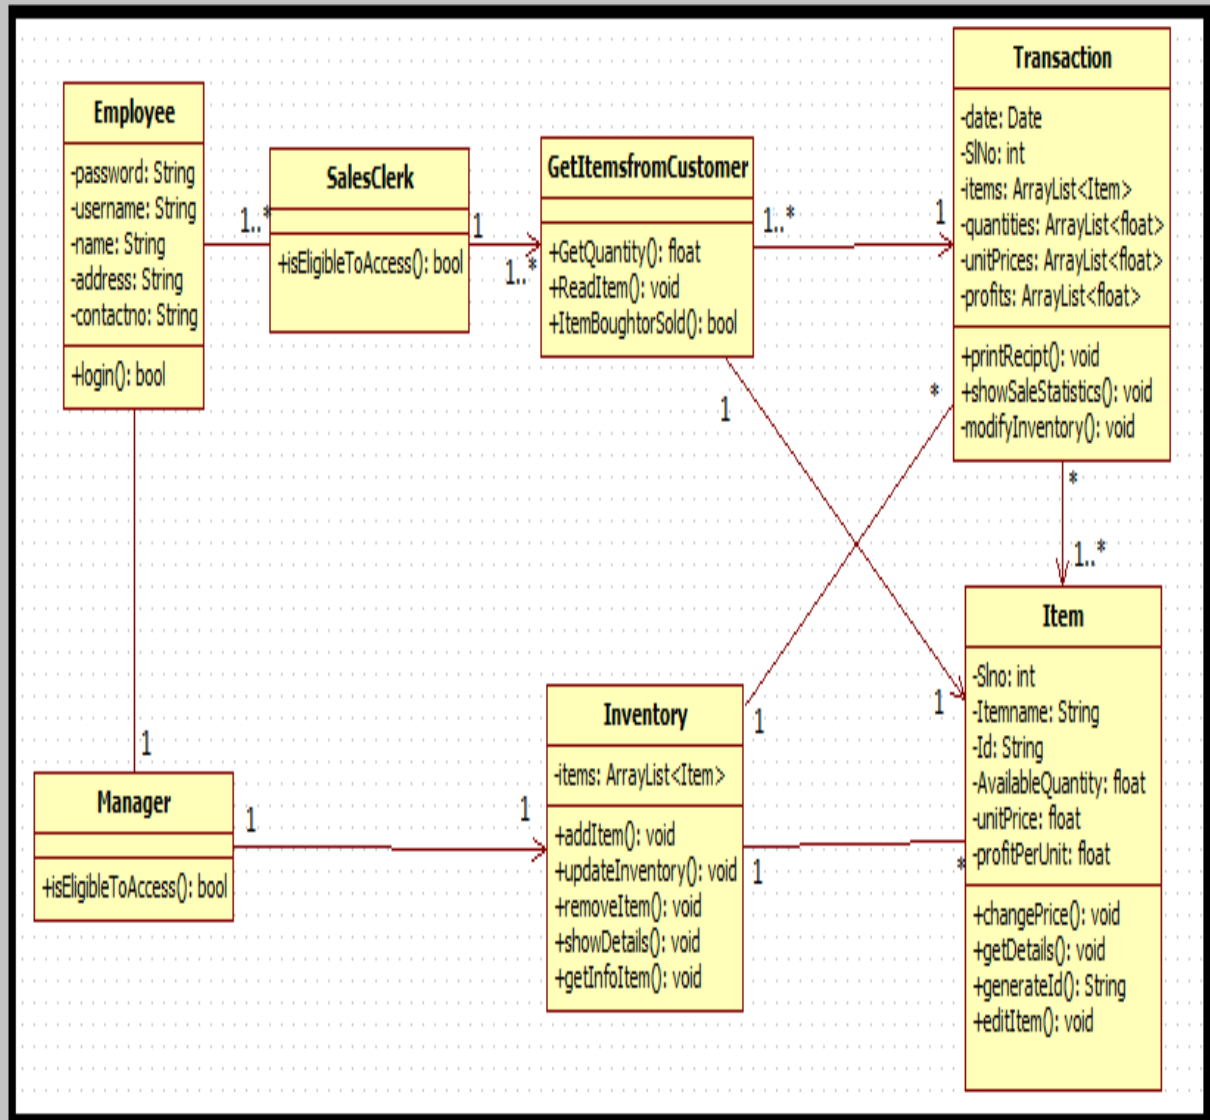 Employee
-password: String
-username: String
-name: String
-address: String
-contactno: String
+login(): bool
1..*
SalesClerk
+isEligibleToAccess(): bool
1
1..*
GetItemsfromCustomer
+GetQuantity(): float
+ReadItem(): void
+ItemBoughtorSold(): bool
1..*
1
Transaction
-date: Date
-SlNo: int
-items: ArrayList<Item>
-quantities: ArrayList<float>
-unitPrices: ArrayList<float>
-profits: ArrayList<float>
+printRecipt(): void
+showSaleStatistics(): void
-modifyInventory(): void
1
*
*
1..*
1
Manager
+isEligibleToAccess(): bool
1
1
Inventory
-items: ArrayList<Item>
+addItem(): void
+updateInventory(): void
+removeItem(): void
+showDetails(): void
+getInfoItem(): void
1
1
1
*
Item
-Slno: int
-Itemname: String
-Id: String
-AvailableQuantity: float
-unitPrice: float
-profitPerUnit: float
+changePrice(): void
+getDetails(): void
+generateId(): String
+editItem(): void